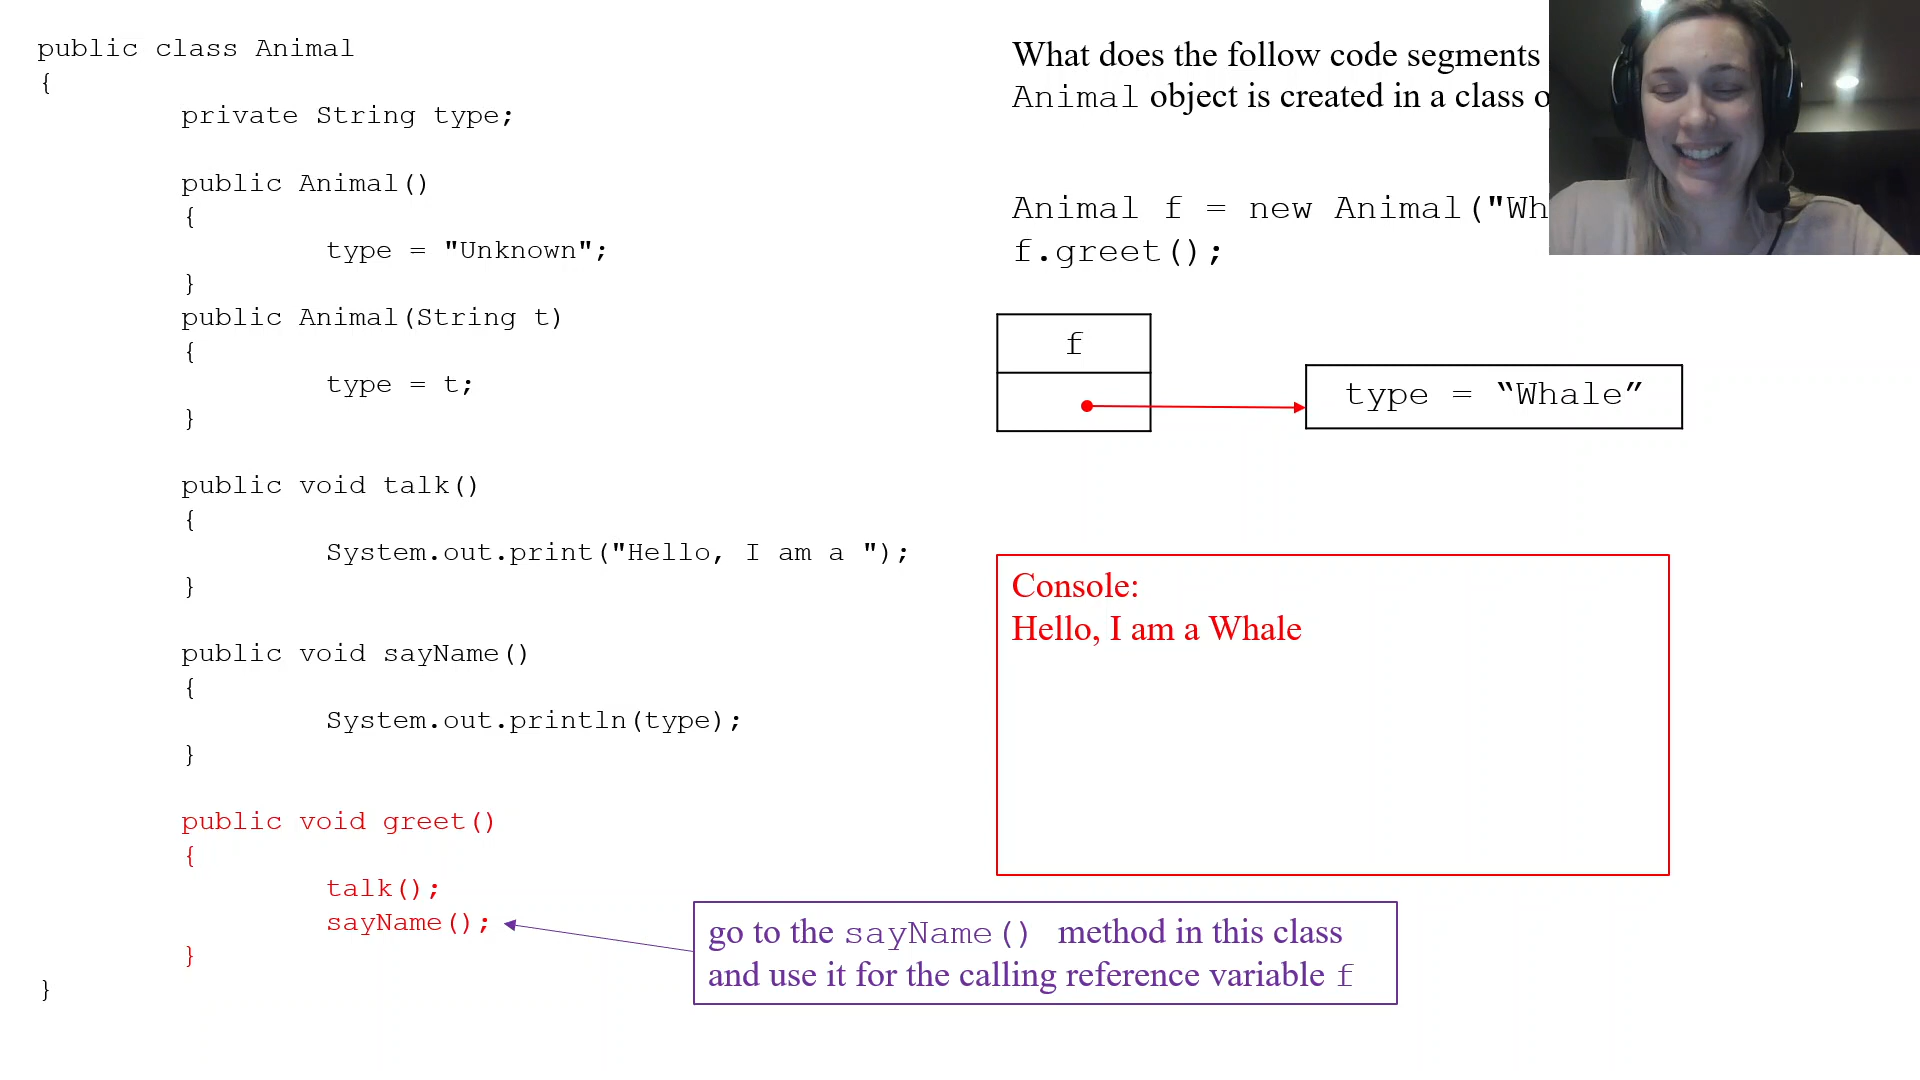 public class Animal
{
private String type;
public Animal()
{
type = "Unknown";
}
public Animal(String t)
{
type = t;
}
public void talk()
{
System.out.print("Hello, I am a ");
}
public void sayName()
{
System.out.println(type);
}
public void greet()
{
talk();
sayName();
}
}
What does the follow code segments
Animal object is created in a class
Animal f = new Animal("Wh
f.greet();
f
type = “Whale”
Console:
Hello, I am a Whale
go to the sayName() method in this class
and use it for the calling reference variable f